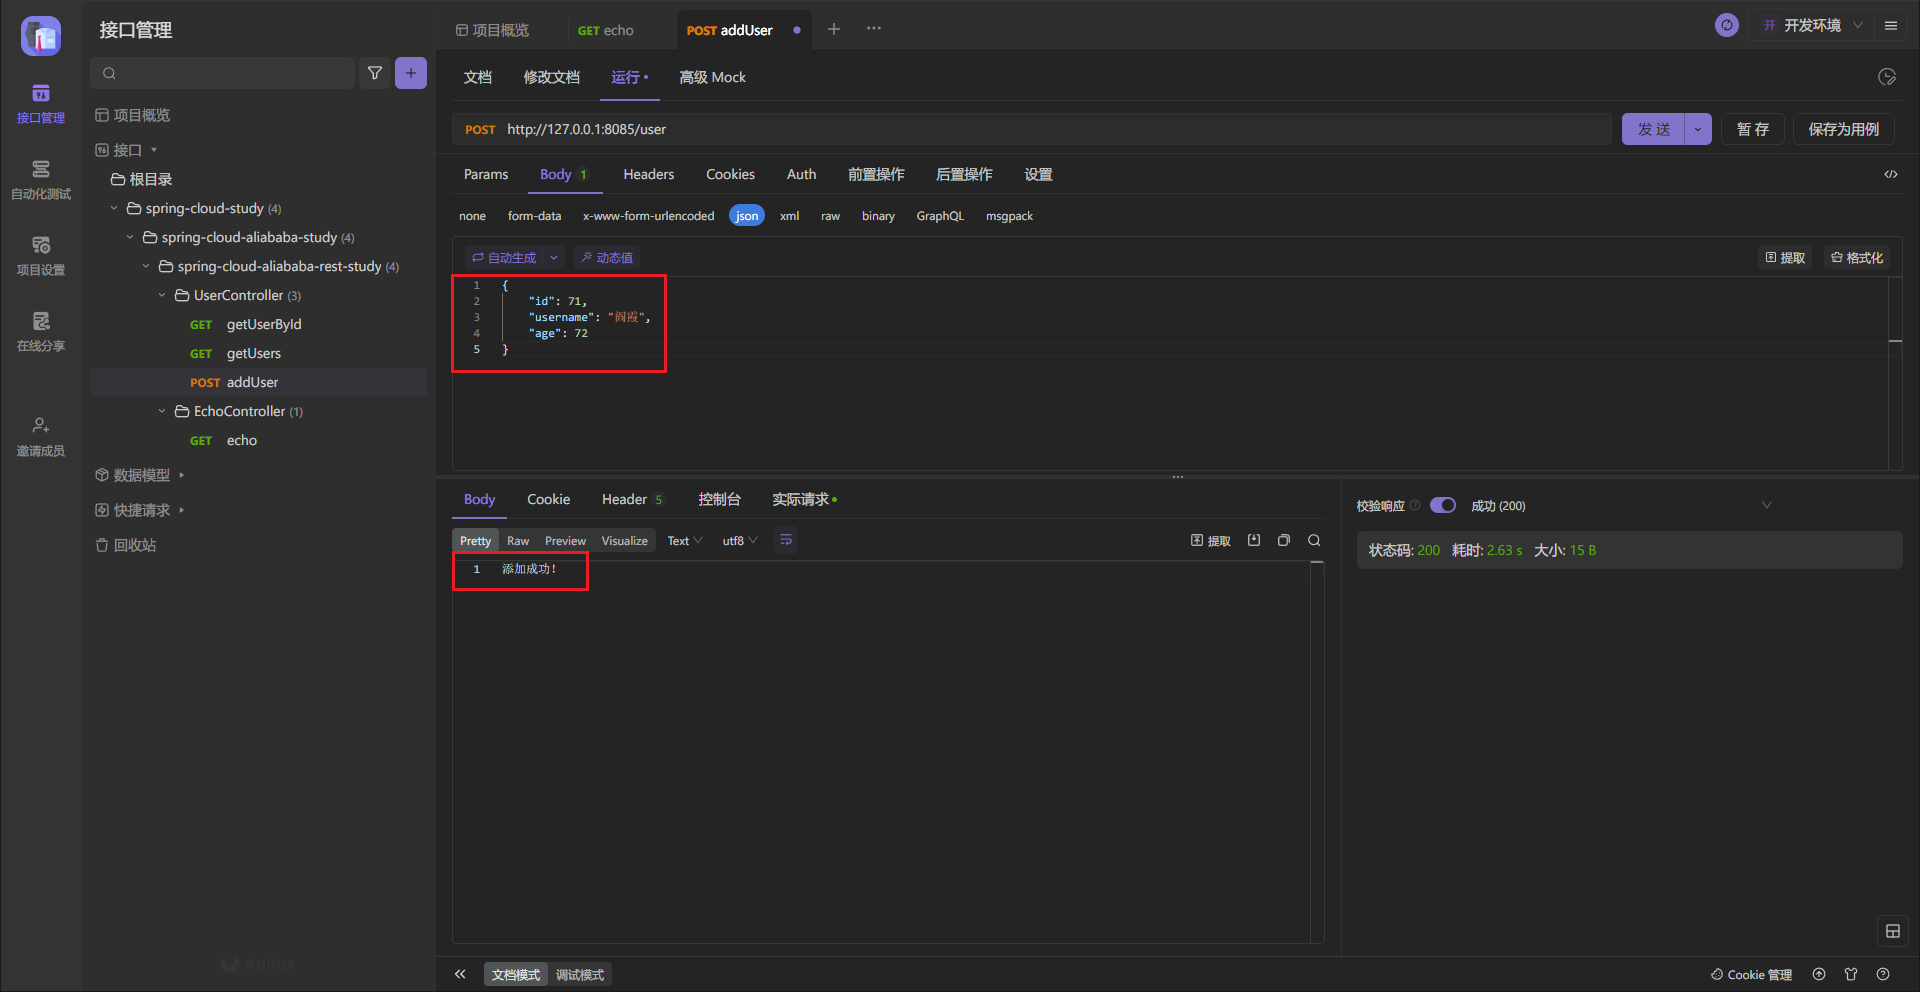 接口管理
项目概览
GET echo
POST addUser
开 开发环境
接口管理
自动化测试
项目设置
在线分享
邀请成员
项目概览
接口
根目录
spring-cloud-study (4)
spring-cloud-aliababa-study (4)
spring-cloud-aliababa-rest-study (4)
UserController (3)
GET getUserById
GET getUsers
POST addUser
EchoController (1)
GET echo
数据模型
快捷请求
回收站
Apifox
文档 修改文档 运行 高级 Mock
POST http://127.0.0.1:8085/user
发 送 暂 存 保存为用例
Params Body 1 Headers Cookies Auth 前置操作 后置操作 设置
none form-data x-www-form-urlencoded json xml raw binary GraphQL msgpack
自动生成 动态值 提取 格式化
1 {
2 "id": 71,
3 "username": "阎霞",
4 "age": 72
5 }
Body Cookie Header 5 控制台 实际请求
校验响应 成功 (200)
Pretty Raw Preview Visualize Text utf8 提取
状态码: 200 耗时: 2.63 s 大小: 15 B
1 添加成功!
文档模式 调试模式
Cookie 管理